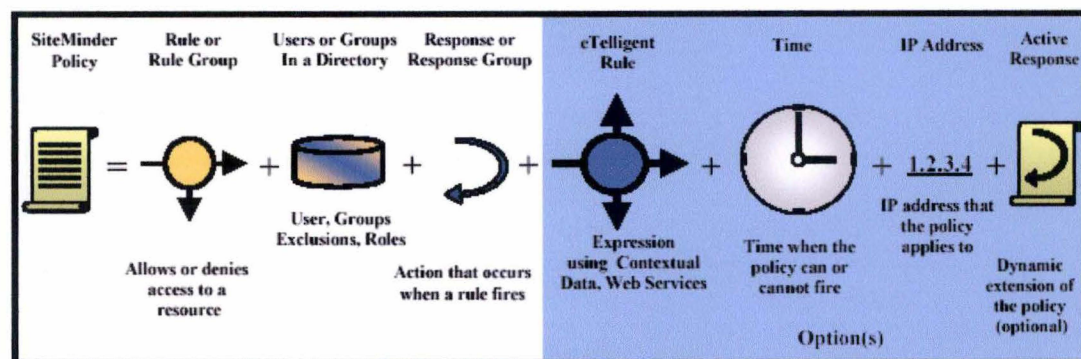 SiteMinder
Policy
Rule or
Rule Group
Users or Groups
In a Directory
Response or
Response Group
eTelligent
Rule
Time
IP Address
Active
Response
=
+
+
+
+
+
1.2.3.4
+
User, Groups
Exclusions, Roles
Allows or denies
access to a
resource
Action that occurs
when a rule fires
Expression
using Contextual
Data, Web Services
Time when the
policy can or
cannot fire
IP address that
the policy
applies to
Dynamic
extension of
the policy
(optional)
Option(s)